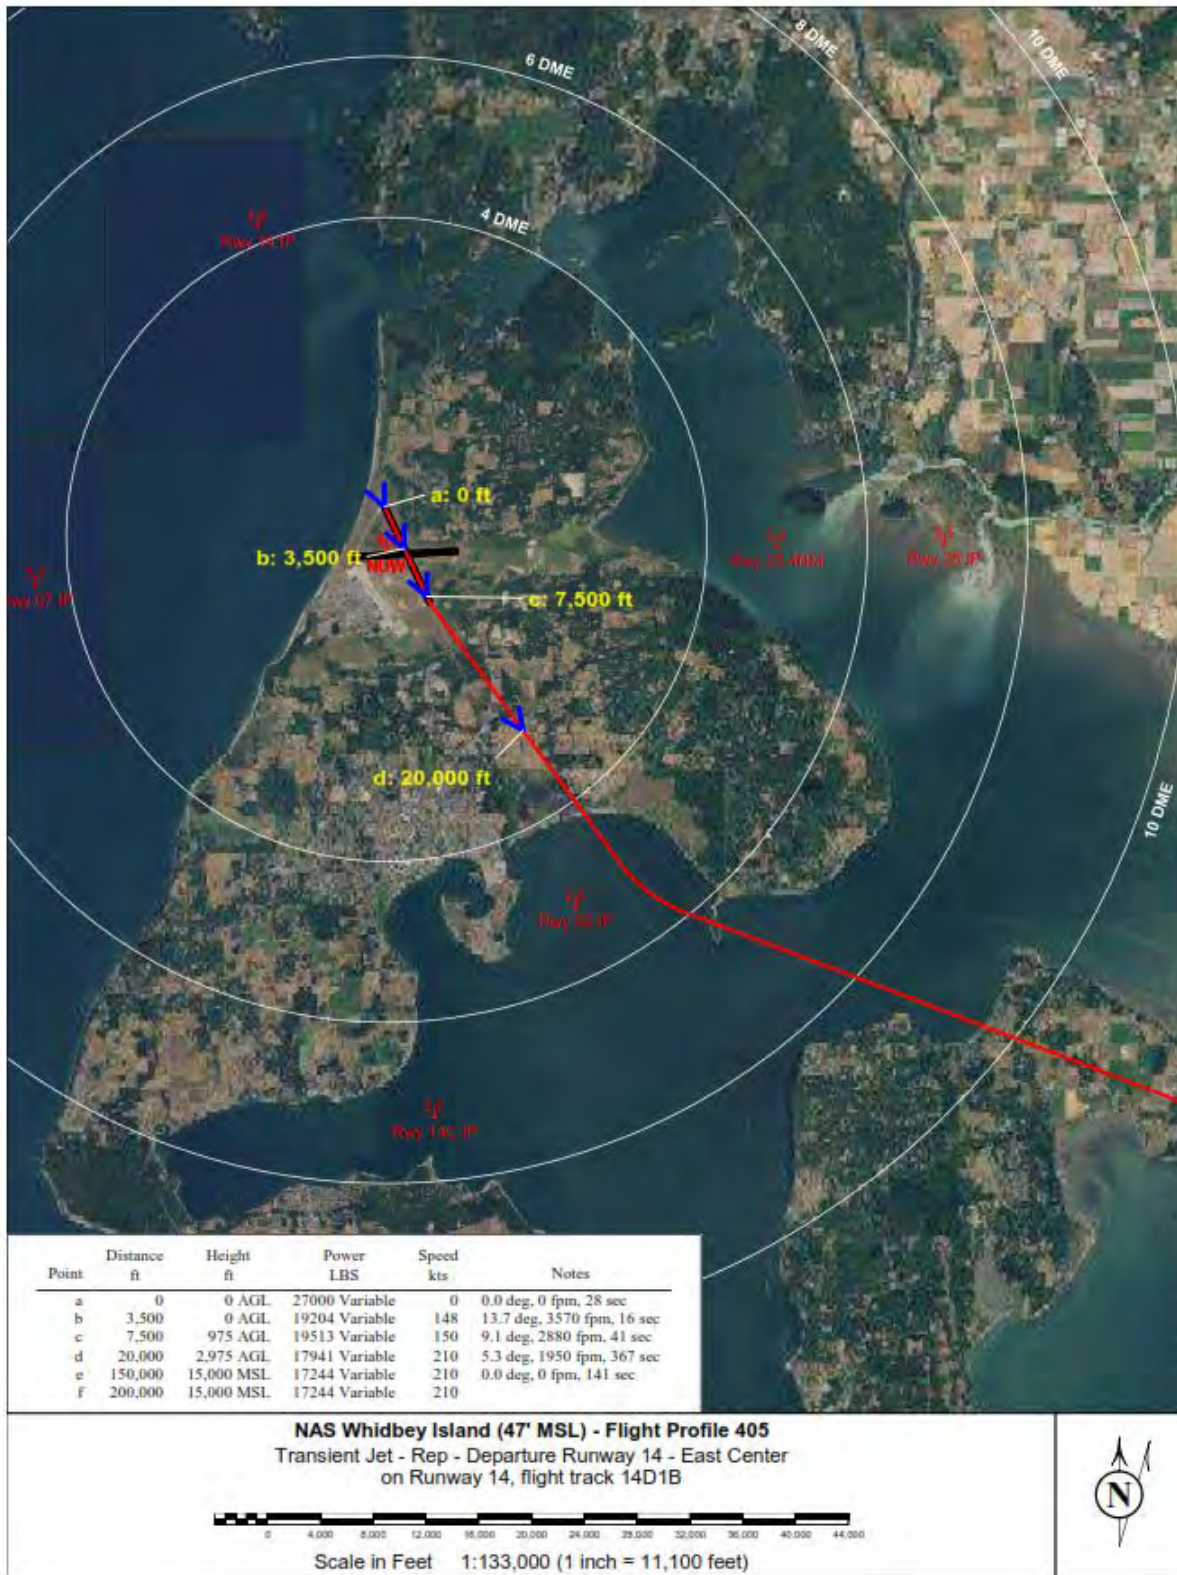 6 DME
8 DME
10 DME
4 DME
Rwy 14 IP
a: 0 ft
b: 3,500 ft
NUW
Rwy 25 IP
c: 7,500 ft
d: 20,000 ft
10 DME
Point Distance ft Height ft Power LBS Speed kts Notes
a 0 0 AGL 27000 Variable 0 0.0 deg, 0 fpm, 28 sec
b 3,500 0 AGL 19204 Variable 148 13.7 deg, 3570 fpm, 16 sec
c 7,500 975 AGL 19513 Variable 150 9.1 deg, 2880 fpm, 41 sec
d 20,000 2,975 AGL 17941 Variable 210 5.3 deg, 1950 fpm, 367 sec
e 150,000 15,000 MSL 17244 Variable 210 0.0 deg, 0 fpm, 141 sec
f 200,000 15,000 MSL 17244 Variable 210
NAS Whidbey Island (47' MSL) - Flight Profile 405
Transient Jet - Rep - Departure Runway 14 - East Center
on Runway 14, flight track 14D1B
0 4,000 8,000 12,000 16,000 20,000 24,000 28,000 32,000 36,000 40,000 44,000
Scale in Feet 1:133,000 (1 inch = 11,100 feet)
N